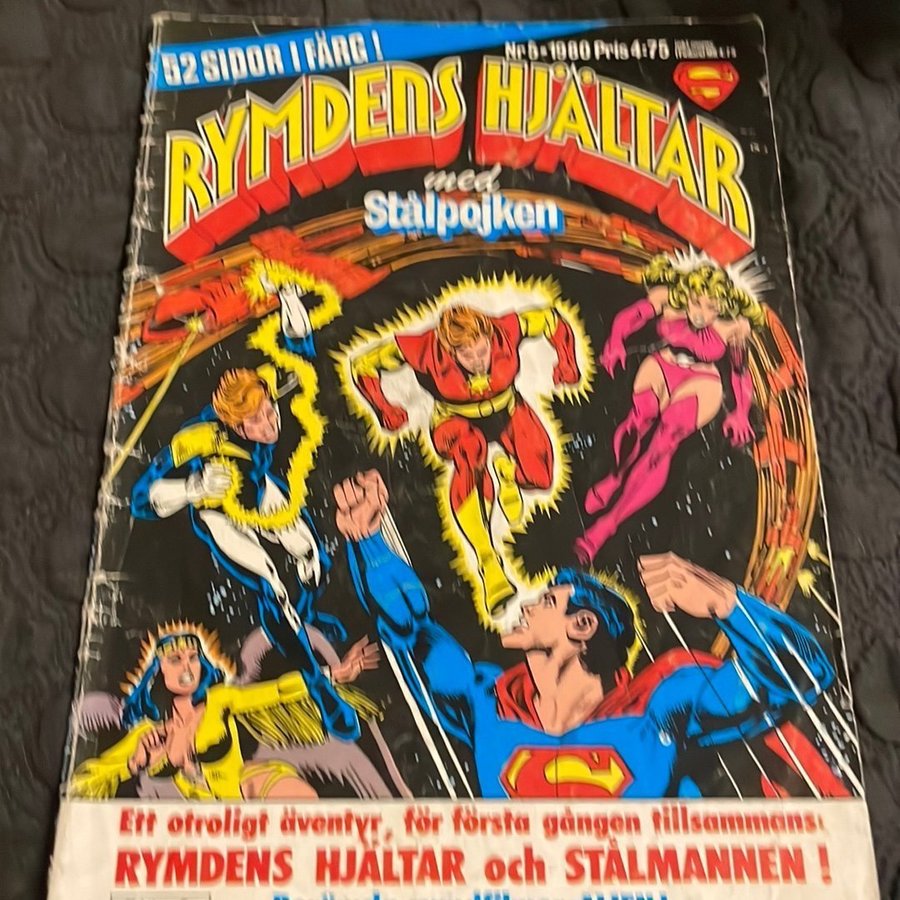 52 SIDOR I FÄRG!
Nr 5 • 1980 Pris 4:75
RYMDENS HJÄLTAR
med
Stålpojken
Ett otroligt äventyr, för första gången tillsammans:
RYMDENS HJÄLTAR och STÅLMANNEN!